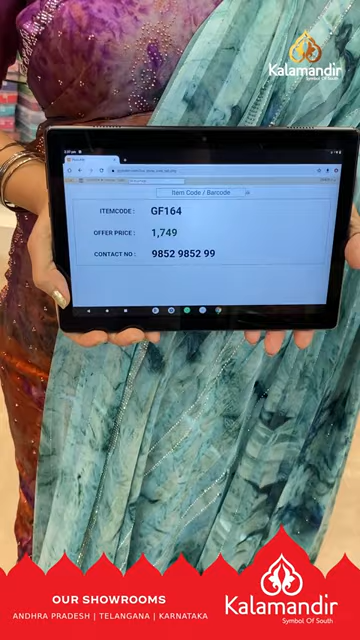 Kalamandir
Symbol Of South
Item Code / Barcode
ITEMCODE : GF164
OFFER PRICE : 1,749
CONTACT NO : 9852 9852 99
OUR SHOWROOMS
ANDHRA PRADESH | TELANGANA | KARNATAKA
Kalamandir
Symbol Of South